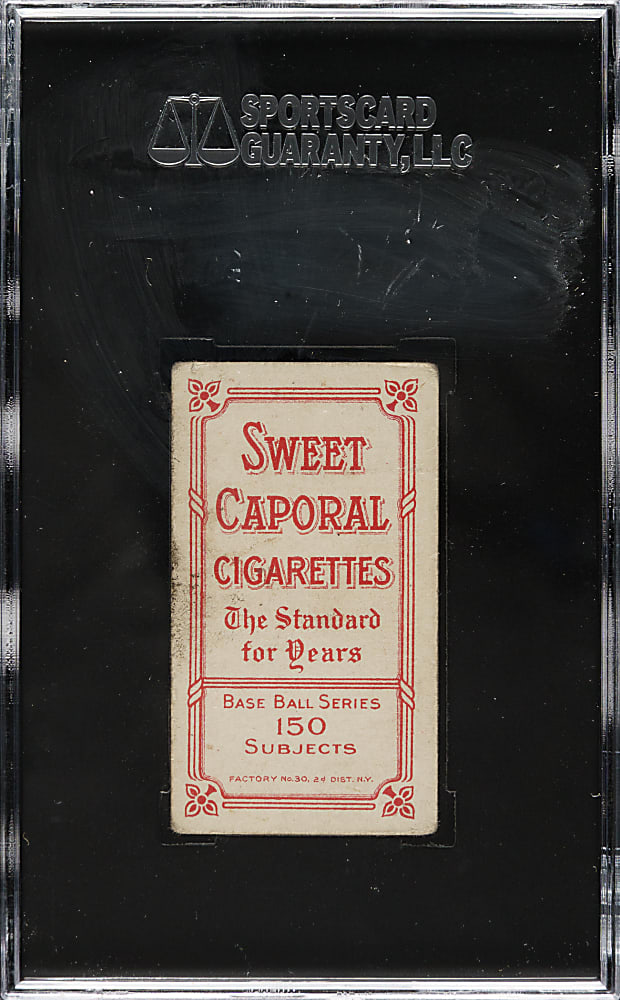 SPORTSCARD
GUARANTY, LLC
SWEET
CAPORAL
CIGARETTES
The Standard
for Years
BASE BALL SERIES
150
SUBJECTS
FACTORY No. 30, 2d DIST. N.Y.